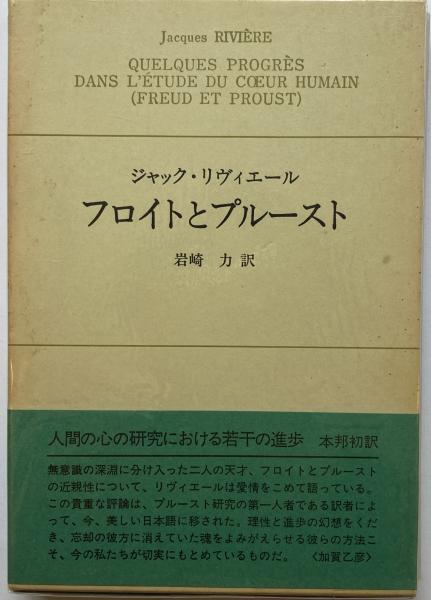 Jacques RIVIÈRE
QUELQUES PROGRÈS
DANS L'ÉTUDE DU CŒUR HUMAIN
(FREUD ET PROUST)
ジャック・リヴィエール
フロイトとプルースト
岩崎 力 訳
人間の心の研究における若干の進歩 本邦初訳
無意識の深淵に分け入った二人の天才、フロイトとプルースト
の近親性について、リヴィエールは愛情をこめて語っている。
この貴重な評論は、プルースト研究の第一人者である訳者によ
って、今、美しい日本語に移された。理性と進歩の幻想をくだ
き、忘却の彼方に消えていた魂をよみがえらせる彼らの方法こ
そ、今の私たちが切実にもとめているものだ。 〈加賀乙彦〉